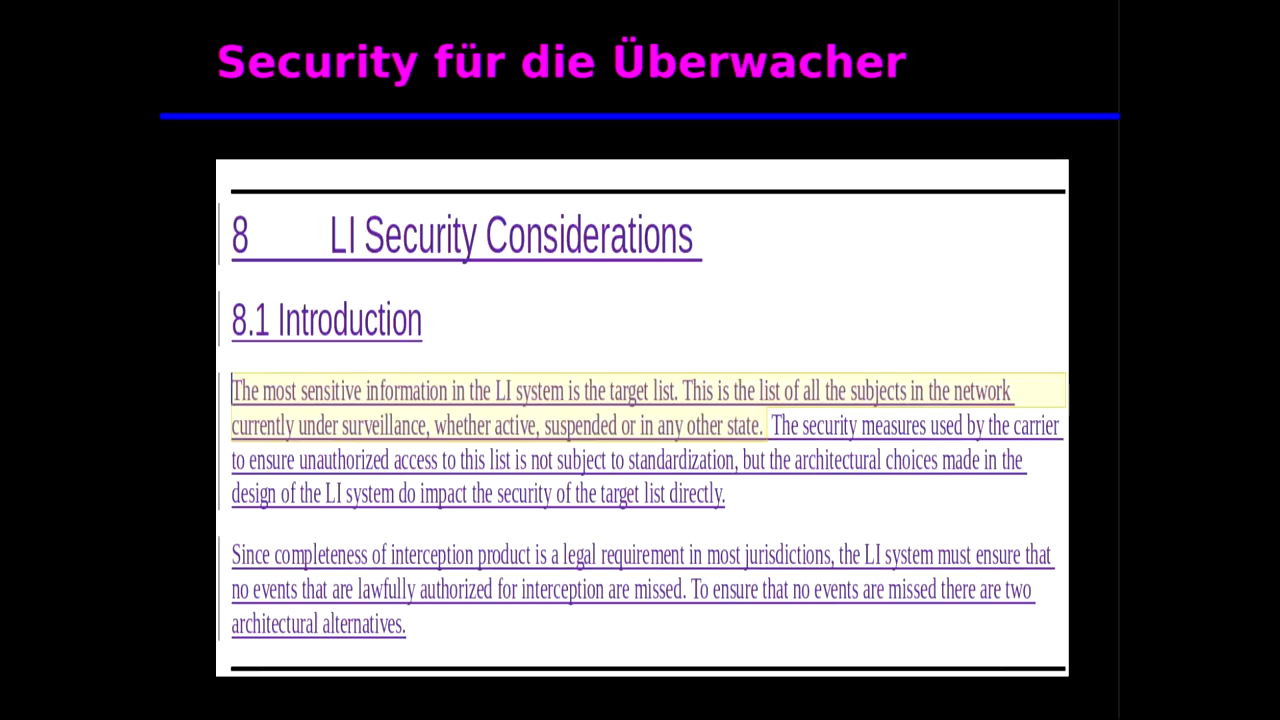 Security für die Überwacher
8 LI Security Considerations
8.1 Introduction
The most sensitive information in the LI system is the target list. This is the list of all the subjects in the network
currently under surveillance, whether active, suspended or in any other state. The security measures used by the carrier
to ensure unauthorized access to this list is not subject to standardization, but the architectural choices made in the
design of the LI system do impact the security of the target list directly.
Since completeness of interception product is a legal requirement in most jurisdictions, the LI system must ensure that
no events that are lawfully authorized for interception are missed. To ensure that no events are missed there are two
architectural alternatives.